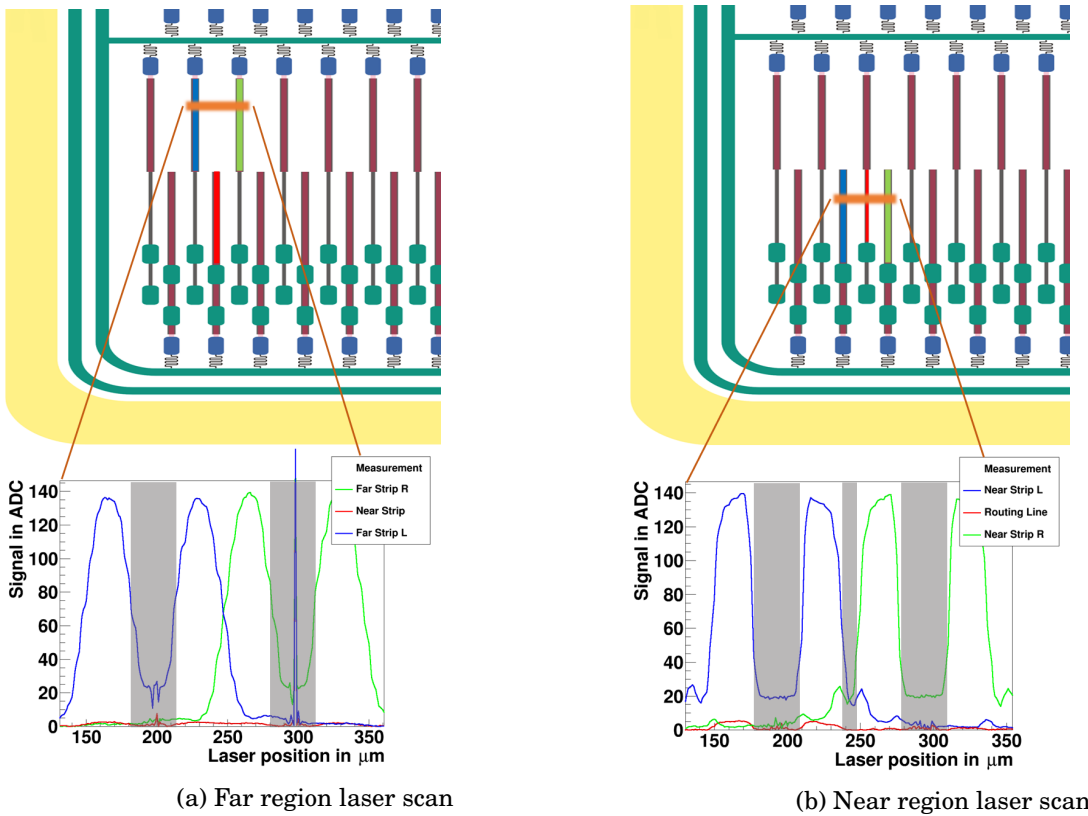 Measurement
Far Strip R
Near Strip
Far Strip L
Signal in ADC
140
120
100
80
60
40
20
0
150 200 250 300 350
Laser position in μm
(a) Far region laser scan
Measurement
Near Strip L
Routing Line
Near Strip R
Signal in ADC
140
120
100
80
60
40
20
0
150 200 250 300 350
Laser position in μm
(b) Near region laser scan